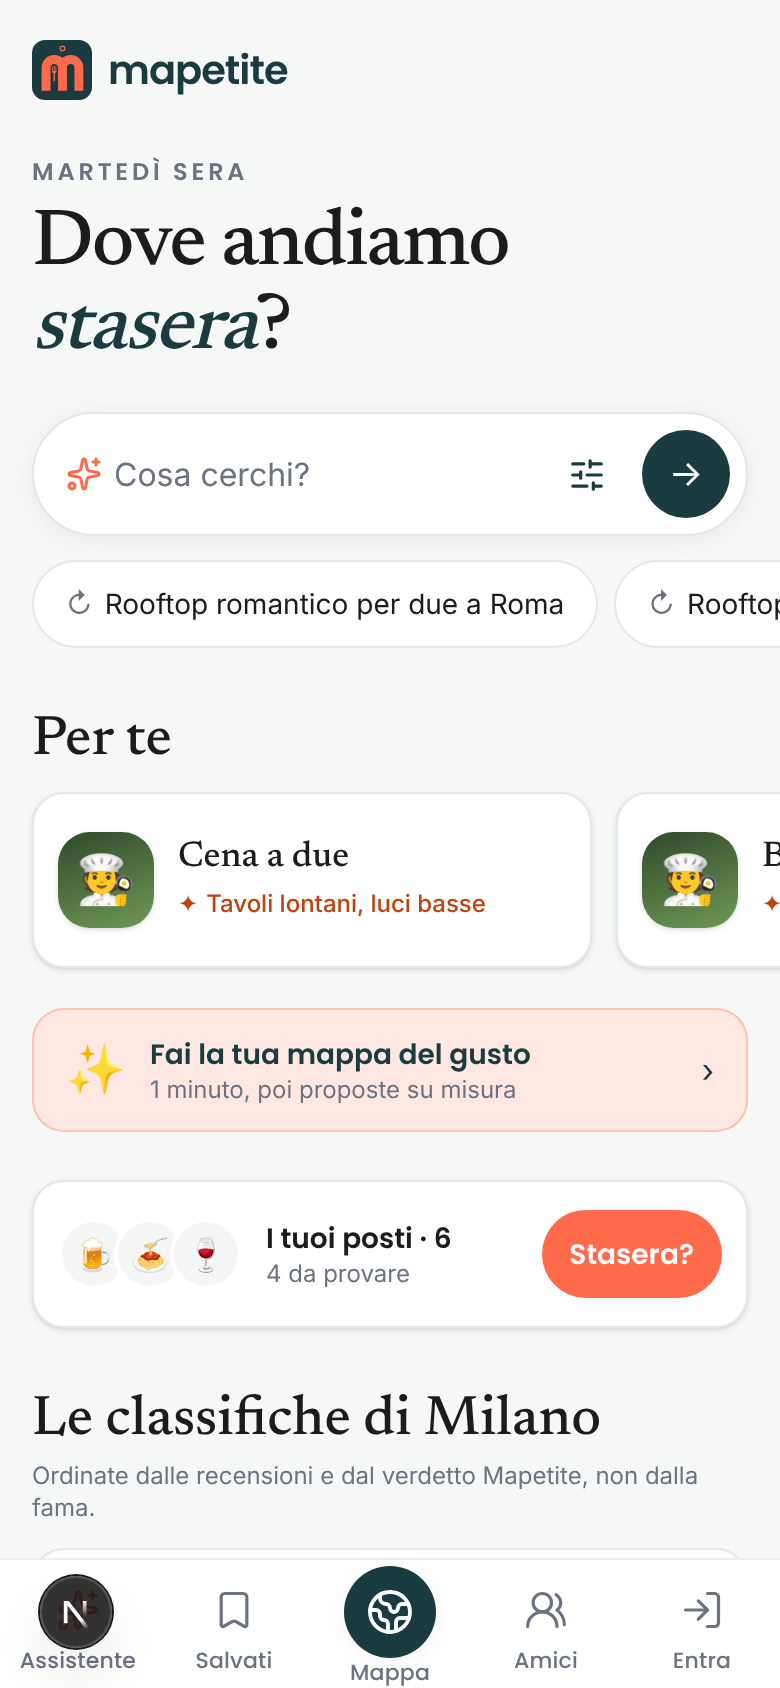 mapetite
MARTEDÌ SERA
Dove andiamo
stasera?
Cosa cerchi?
Rooftop romantico per due a Roma
Rooftop
Per te
Cena a due
✦ Tavoli lontani, luci basse
B
✦
Fai la tua mappa del gusto
1 minuto, poi proposte su misura
I tuoi posti · 6
4 da provare
Stasera?
Le classifiche di Milano
Ordinate dalle recensioni e dal verdetto Mapetite, non dalla
fama.
N
Assistente
Salvati
Mappa
Amici
Entra